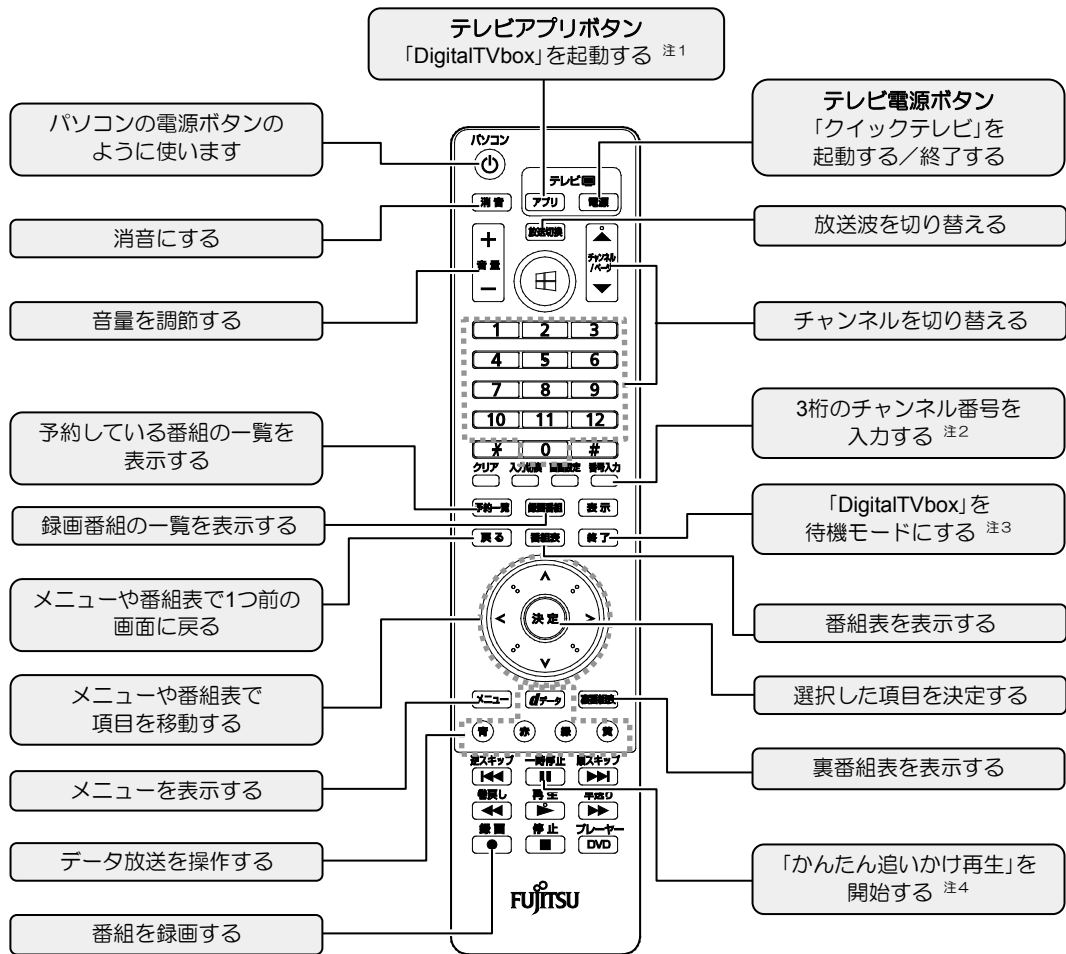 テレビアプリボタン
「DigitalTVbox」を起動する 注1
パソコンの電源ボタンの
ように使います
テレビ電源ボタン
「クイックテレビ」を
起動する／終了する
消音にする
放送波を切り替える
音量を調節する
チャンネルを切り替える
3桁のチャンネル番号を
入力する 注2
予約している番組の一覧を
表示する
録画番組の一覧を表示する
「DigitalTVbox」を
待機モードにする 注3
メニューや番組表で1つ前の
画面に戻る
番組表を表示する
メニューや番組表で
項目を移動する
選択した項目を決定する
メニューを表示する
裏番組表を表示する
データ放送を操作する
「かんたん追いかけ再生」を
開始する 注4
番組を録画する
パソコン
テレビ
消音 アプリ 電源
放送切換
+
音量
−
チャンネル
/ページ
1 2 3
4 5 6
7 8 9
10 11 12
* 0 #
クリア 入力切換 画面設定 番号入力
予約一覧 録画番組 表示
戻る 番組表 終了
決定
メニュー dデータ 裏番組表
青 赤 緑 黄
逆スキップ 一時停止 順スキップ
巻戻し 再生 早送り
録画 停止 プレーヤー
DVD
FUJITSU